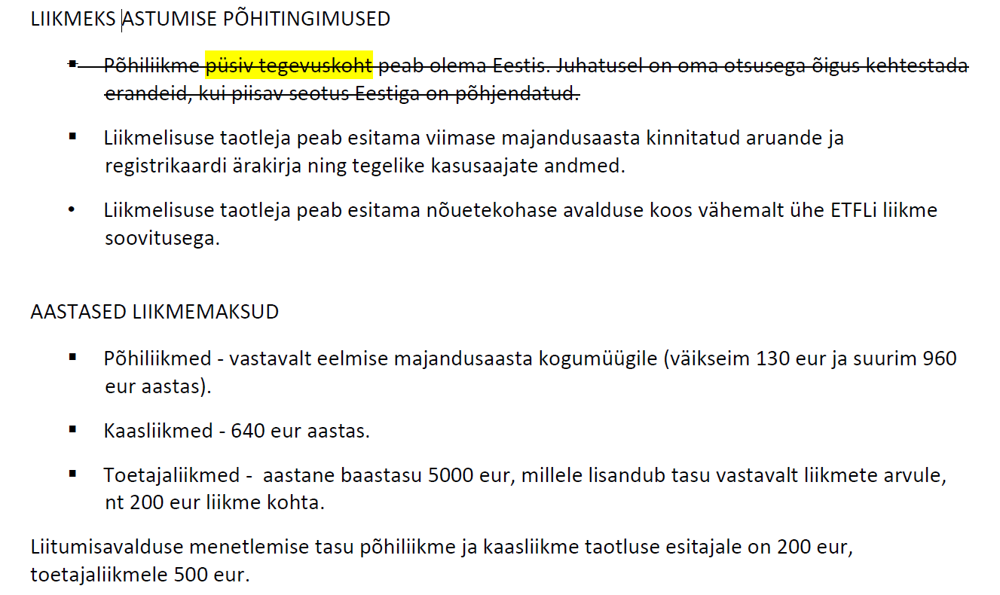 LIIKMEKS ASTUMISE PÕHITINGIMUSED
▪ Põhiliikme püsiv tegevuskoht peab olema Eestis. Juhatusel on oma otsusega õigus kehtestada
erandeid, kui piisav seotus Eestiga on põhjendatud.
▪ Liikmelisuse taotleja peab esitama viimase majandusaasta kinnitatud aruande ja
registrikaardi ärakirja ning tegelike kasusaajate andmed.
• Liikmelisuse taotleja peab esitama nõuetekohase avalduse koos vähemalt ühe ETFLi liikme
soovitusega.
AASTASED LIIKMEMAKSUD
▪ Põhiliikmed - vastavalt eelmise majandusaasta kogumüügile (väikseim 130 eur ja suurim 960
eur aastas).
▪ Kaasliikmed - 640 eur aastas.
▪ Toetajaliikmed -  aastane baastasu 5000 eur, millele lisandub tasu vastavalt liikmete arvule,
nt 200 eur liikme kohta.
Liitumisavalduse menetlemise tasu põhiliikme ja kaasliikme taotluse esitajale on 200 eur,
toetajaliikmele 500 eur.